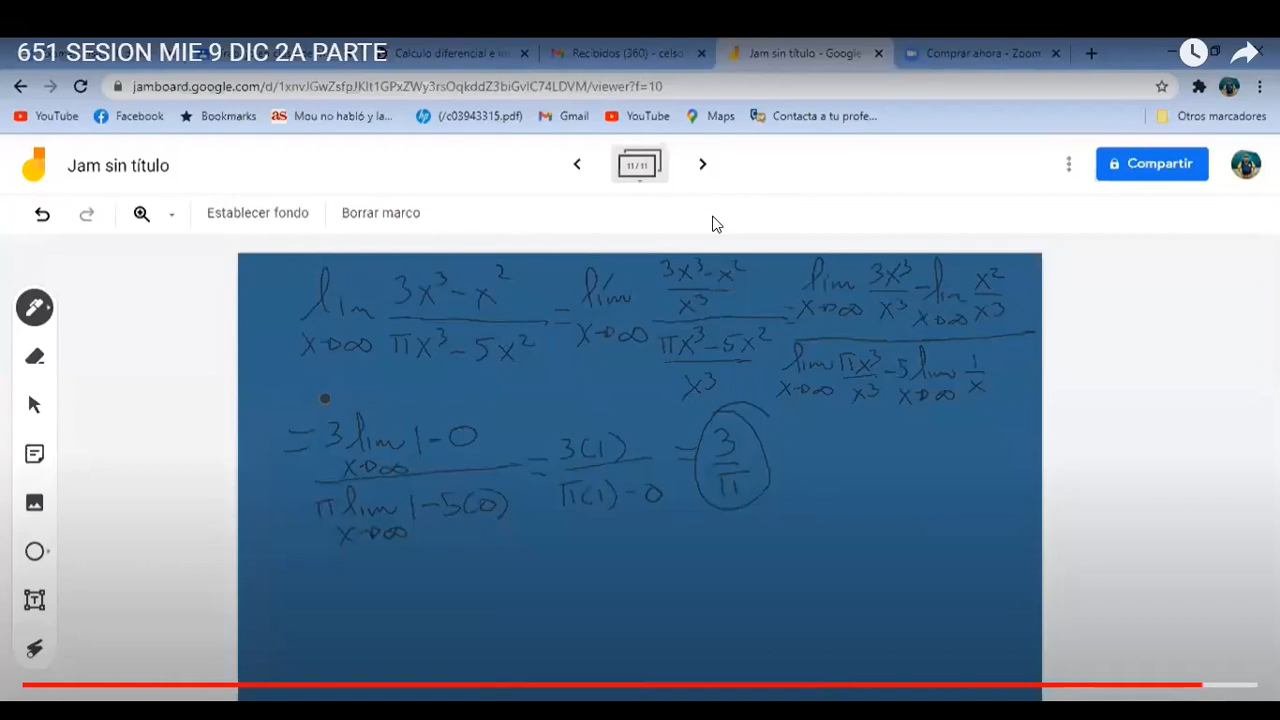 651 SESION MIE 9 DIC 2A PARTE
Calculo diferencial e in
Recibidos (360) - celso
Jam sin título - Google
Comprar ahora - Zoom
jamboard.google.com/d/1xnvJGwZsfpJKIt1GPxZWy3rsOqkddZ3biGvIC74LDVM/viewer?f=10
YouTube Facebook Bookmarks as Mou no habló y la... (/c03943315.pdf) Gmail YouTube Maps Contacta a tu profe... Otros marcadores
Jam sin título 11 / 11 Compartir
Establecer fondo Borrar marco
lim x→∞ (3x³ - x²)/(πx³ - 5x²) = lím x→∞ ((3x³ - x²)/x³)/((πx³ - 5x²)/x³) = (lim x→∞ 3x³/x³ - lim x→∞ x²/x³)/(lim x→∞ πx³/x³ - 5 lim x→∞ 1/x)
= (3 lim x→∞ 1 - 0)/(π lim x→∞ 1 - 5(0)) = 3(1)/(π(1) - 0) = 3/π